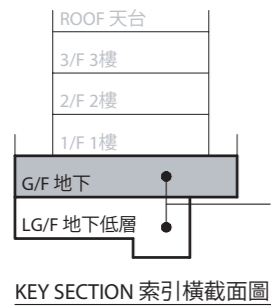 ROOF 天台
3/F 3樓
2/F 2樓
1/F 1樓
G/F 地下
LG/F 地下低層
KEY SECTION 索引橫截面圖